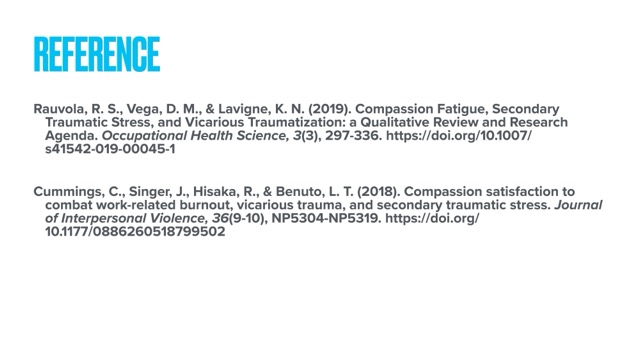 REFERENCE
Rauvola, R. S., Vega, D. M., & Lavigne, K. N. (2019). Compassion Fatigue, Secondary
Traumatic Stress, and Vicarious Traumatization: a Qualitative Review and Research
Agenda. Occupational Health Science, 3(3), 297-336. https://doi.org/10.1007/
s41542-019-00045-1
Cummings, C., Singer, J., Hisaka, R., & Benuto, L. T. (2018). Compassion satisfaction to
combat work-related burnout, vicarious trauma, and secondary traumatic stress. Journal
of Interpersonal Violence, 36(9-10), NP5304-NP5319. https://doi.org/
10.1177/0886260518799502